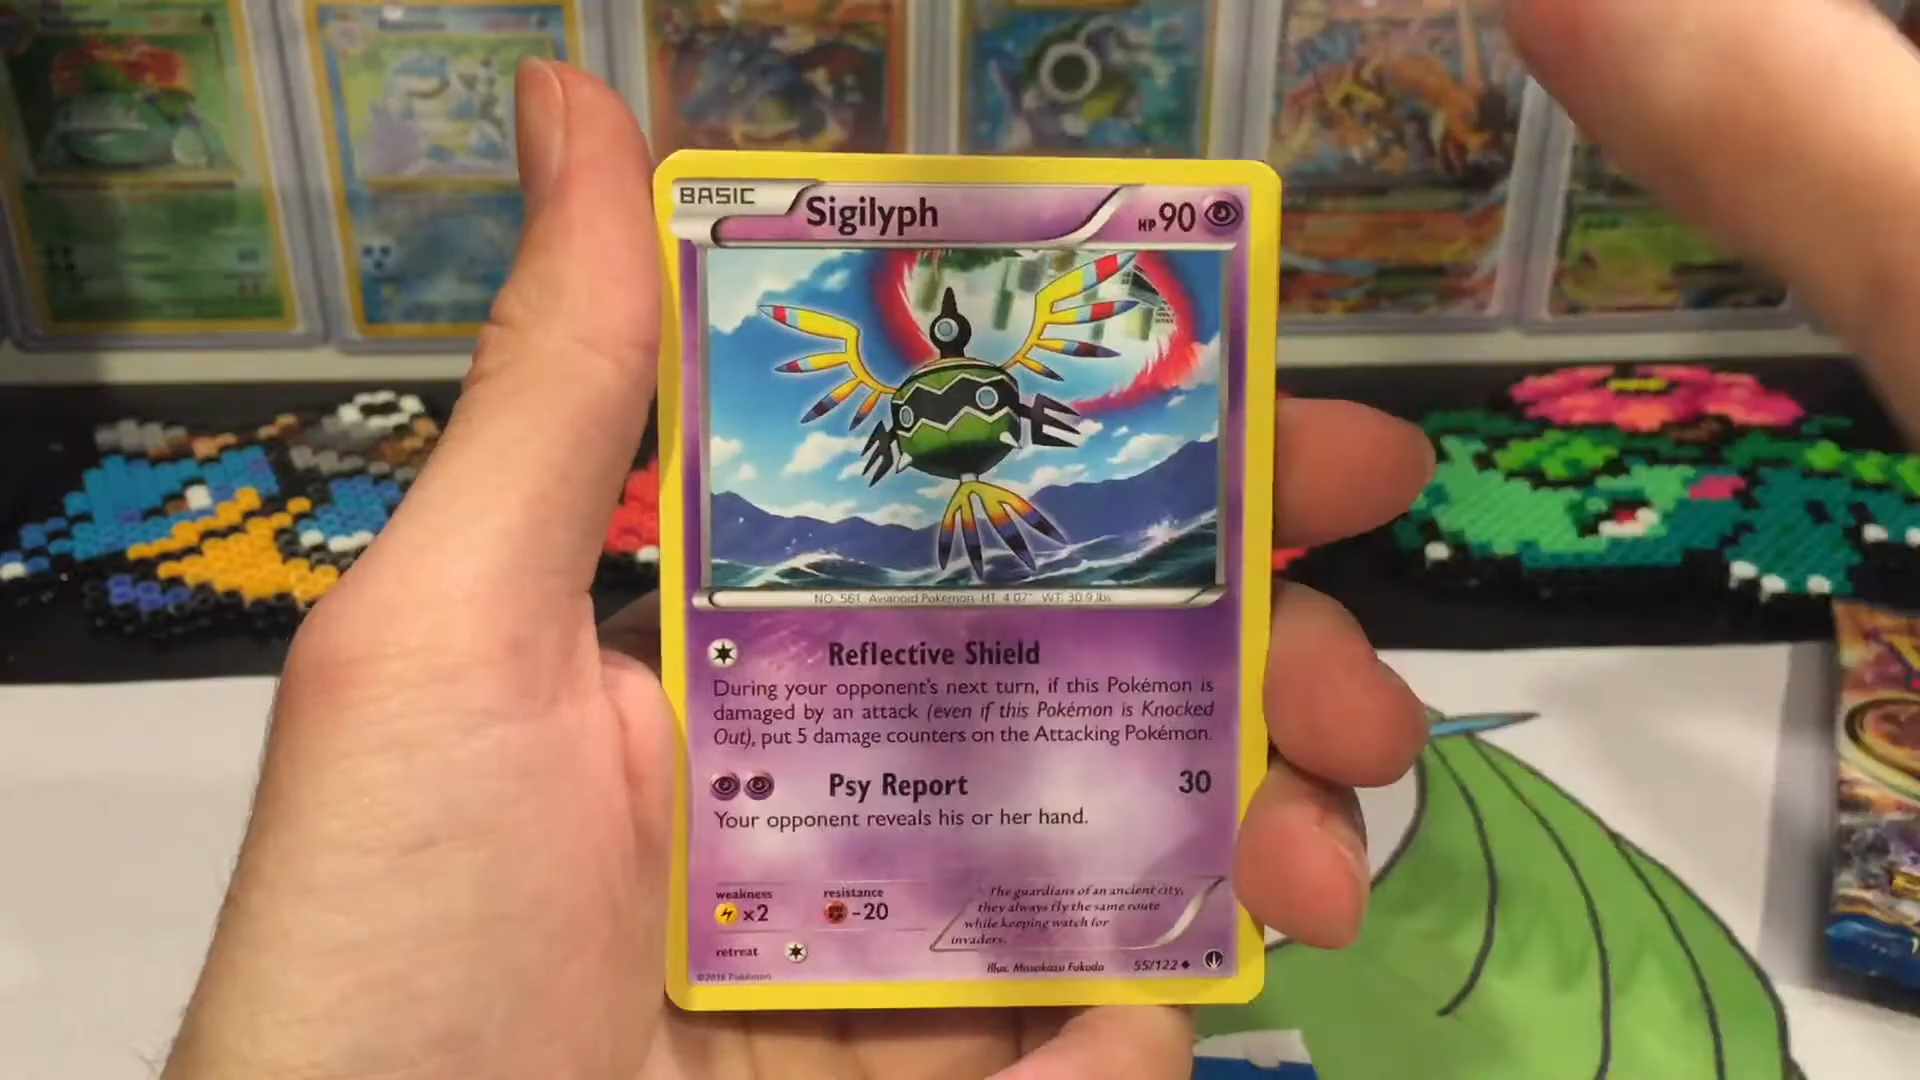 BASIC
Sigilyph
HP 90
NO. 561 Avianoid Pokémon HT: 4'07" WT: 30.9 lbs
Reflective Shield
During your opponent's next turn, if this Pokémon is
damaged by an attack (even if this Pokémon is Knocked
Out), put 5 damage counters on the Attacking Pokémon.
Psy Report 30
Your opponent reveals his or her hand.
weakness resistance
x2 -20
The guardians of an ancient city,
they always fly the same route
while keeping watch for
invaders.
retreat
Illus. Masakazu Fukuda 55/122
©2016 Pokémon